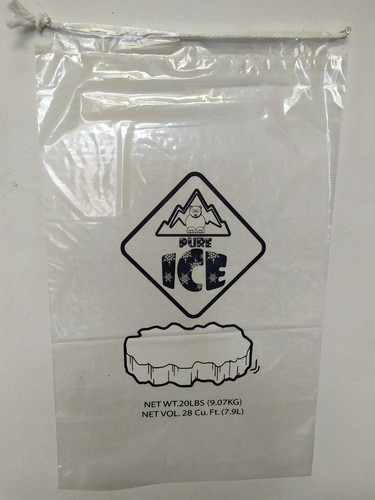 PURE
ICE
NET WT.20LBS (9.07KG)
NET VOL. 28 Cu. Ft. (7.9L)